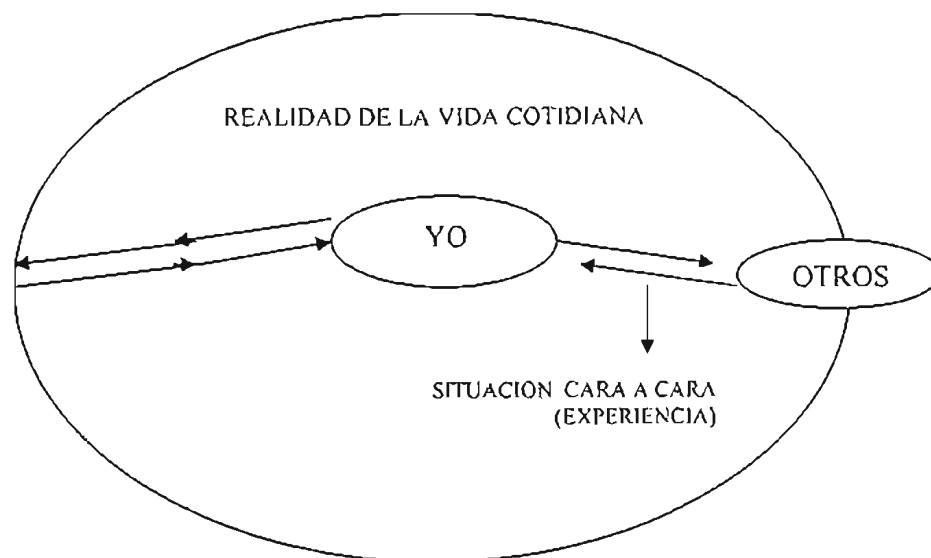 REALIDAD DE LA VIDA COTIDIANA
YO
OTROS
SITUACION CARA A CARA
(EXPERIENCIA)